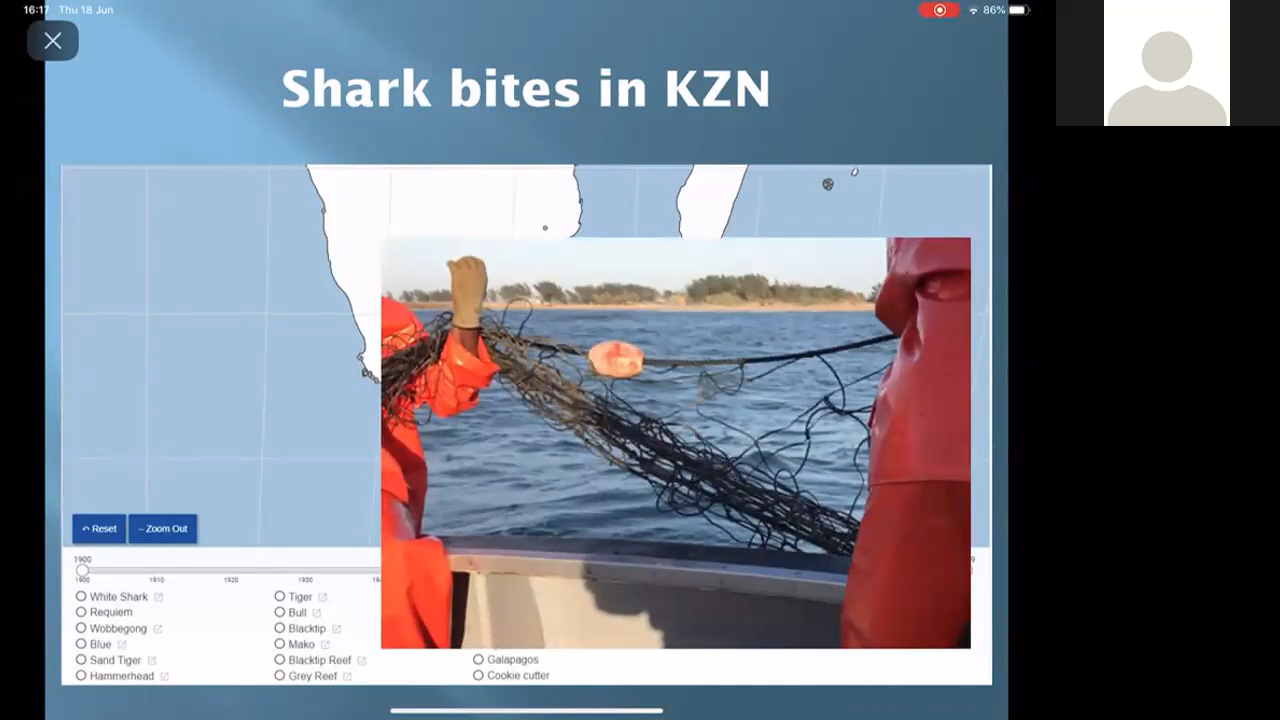 16:17 Thu 18 Jun
86%
Shark bites in KZN
Reset
Zoom Out
1900
1900 1910 1920 1930
White Shark
Requiem
Wobbegong
Blue
Sand Tiger
Hammerhead
Tiger
Bull
Blacktip
Mako
Blacktip Reef
Grey Reef
Galapagos
Cookie cutter